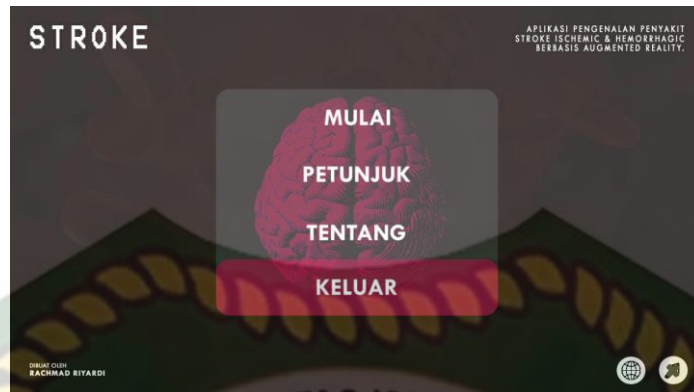 STROKE
APLIKASI PENGENALAN PENYAKIT
STROKE ISCHEMIC & HEMORRHAGIC
BERBASIS AUGMENTED REALITY.
MULAI
PETUNJUK
TENTANG
KELUAR
DIBUAT OLEH
RACHMAD RIYARDI